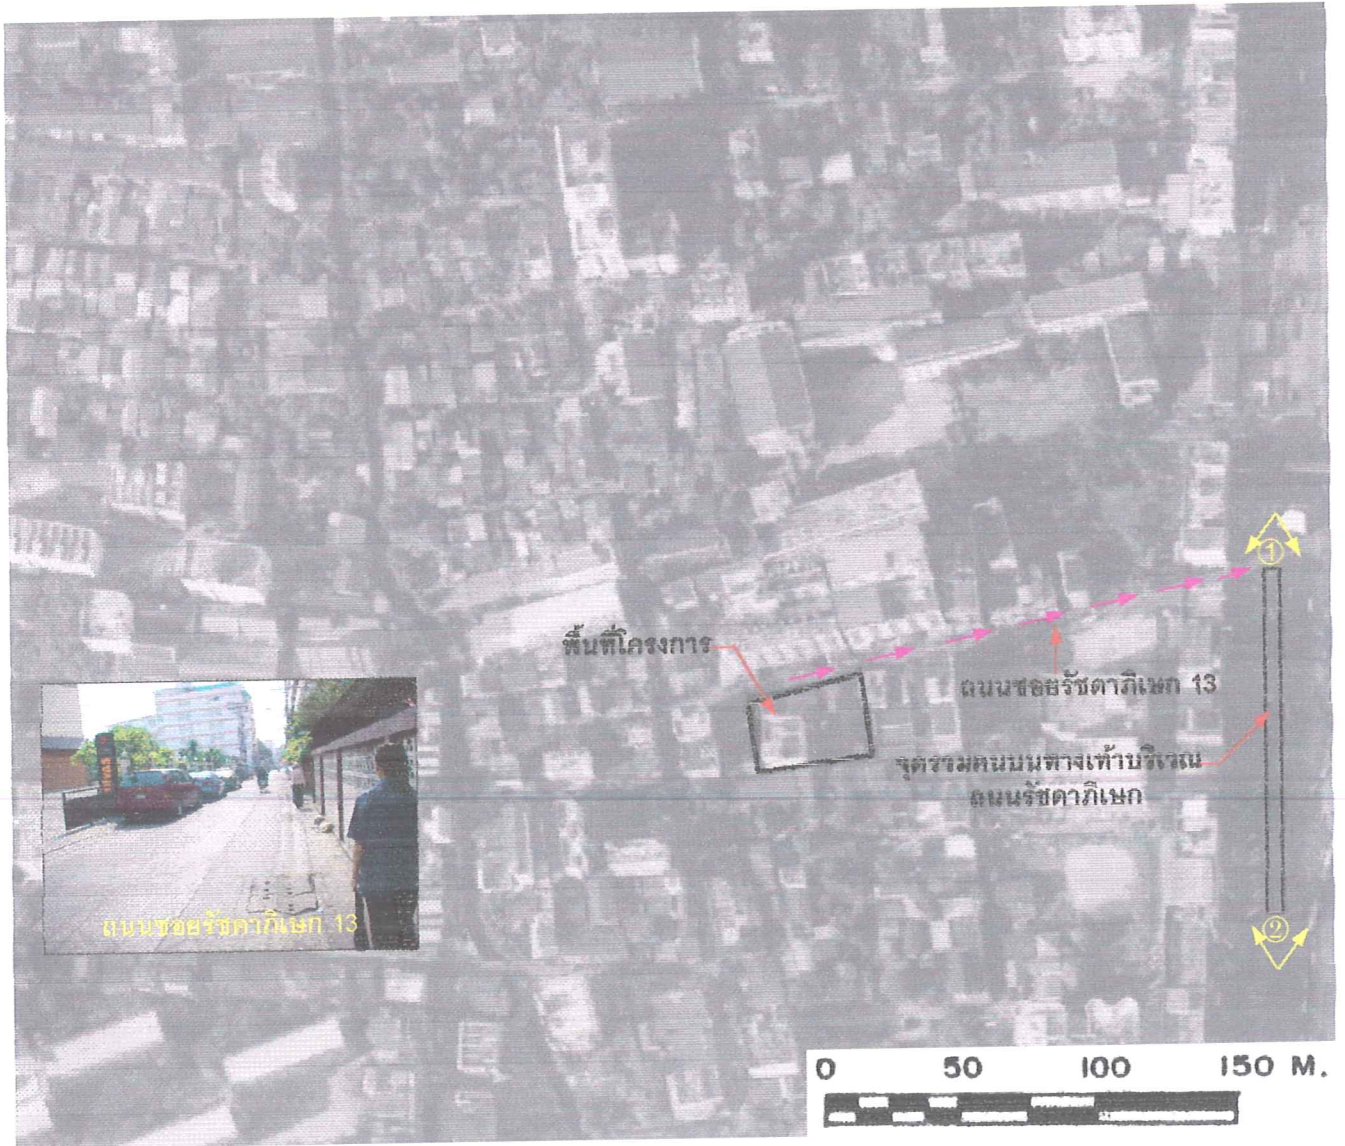 ①
พื้นที่โครงการ
ถนนซอยรัชดาภิเษก 13
จุดรวมคนบนทางเท้าบริเวณ
ถนนรัชดาภิเษก
ถนนซอยรัชดาภิเษก 13
②
0 50 100 150 M.